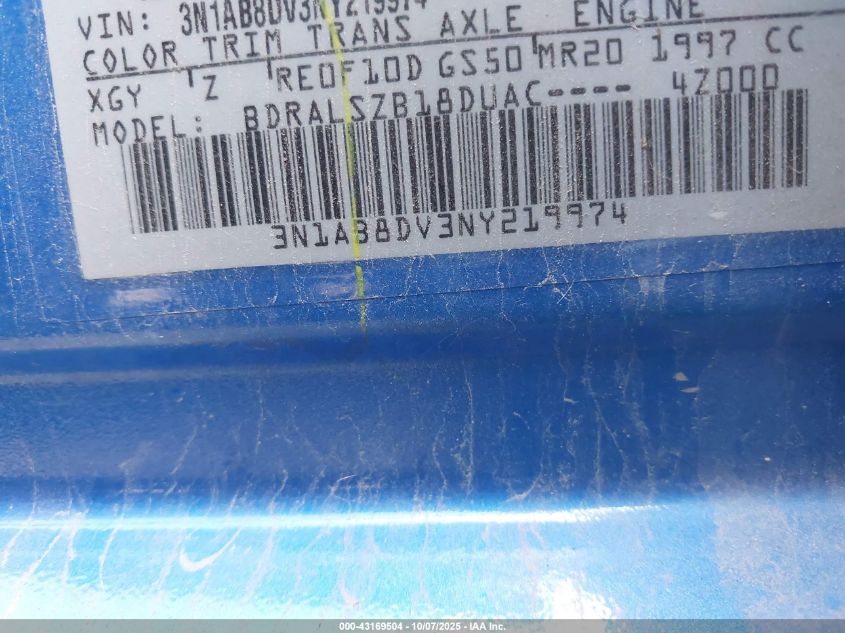 VIN: 3N1AB8DV3NY219974
COLOR TRIM TRANS AXLE ENGINE
XGY Z RE0F10D GS50 MR20 1997 CC
MODEL: BDRALSZB18DUAC---- 4Z000
3N1AB8DV3NY219974
000-43169504 - 10/07/2025 - IAA Inc.